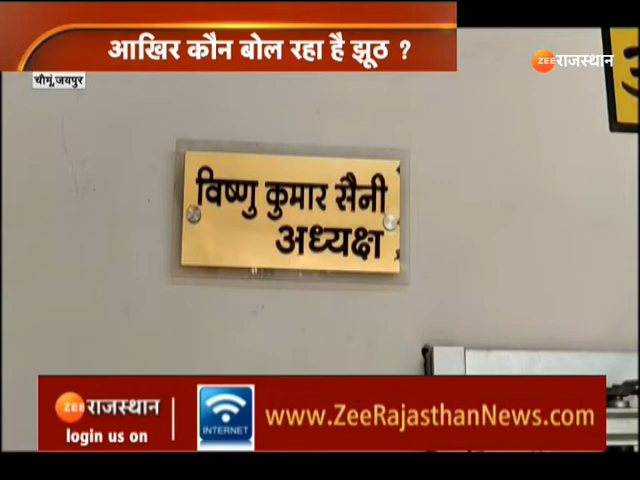 आखिर कौन बोल रहा है झूठ ?
ZEE राजस्थान
चौमूं,जयपुर
विष्णु कुमार सैनी
अध्यक्ष
ZEE राजस्थान
login us on
INTERNET
www.ZeeRajasthanNews.com